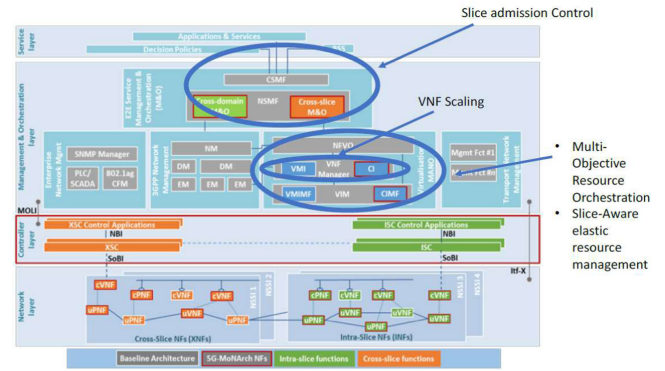 Slice admission Control
Service layer
Applications & Services
Decision Policies
Management & Orchestration layer
E2E Service Management & Orchestration (M&O)
CSMF
Cross-domain M&O
NSMF
Cross-slice M&O
VNF Scaling
Enterprise Network Mgmt
SNMP Manager
PLC/ SCADA
802.1ag CFM
3GPP Network Management
NM
DM
DM
EM
EM
EM
NFVO
VMI
VNF Manager
CI
VMIMF
VIM
CIMF
Virtualisation MANO
Mgmt Fct #1
Mgmt Fct #n
Transport Network Management
• Multi-
Objective
Resource
Orchestration
• Slice-Aware
elastic
resource
management
MOLI
Controller layer
XSC Control Applications
NBI
XSC
SoBI
ISC Control Applications
NBI
ISC
SoBI
Itf-X
Network layer
cVNF
cPNF
cVNF
uPNF
uVNF
uPNF
uPNF
NSSI 1
NSSI 2
Cross-Slice NFs (XNFs)
cPNF
cVNF
cVNF
cVNF
uPNF
uVNF
uVNF
uPNF
uVNF
uVNF
NSSI 3
NSSI 4
Intra-Slice NFs (INFs)
Baseline Architecture
5G-MoNArch NFs
Intra-slice functions
Cross-slice functions